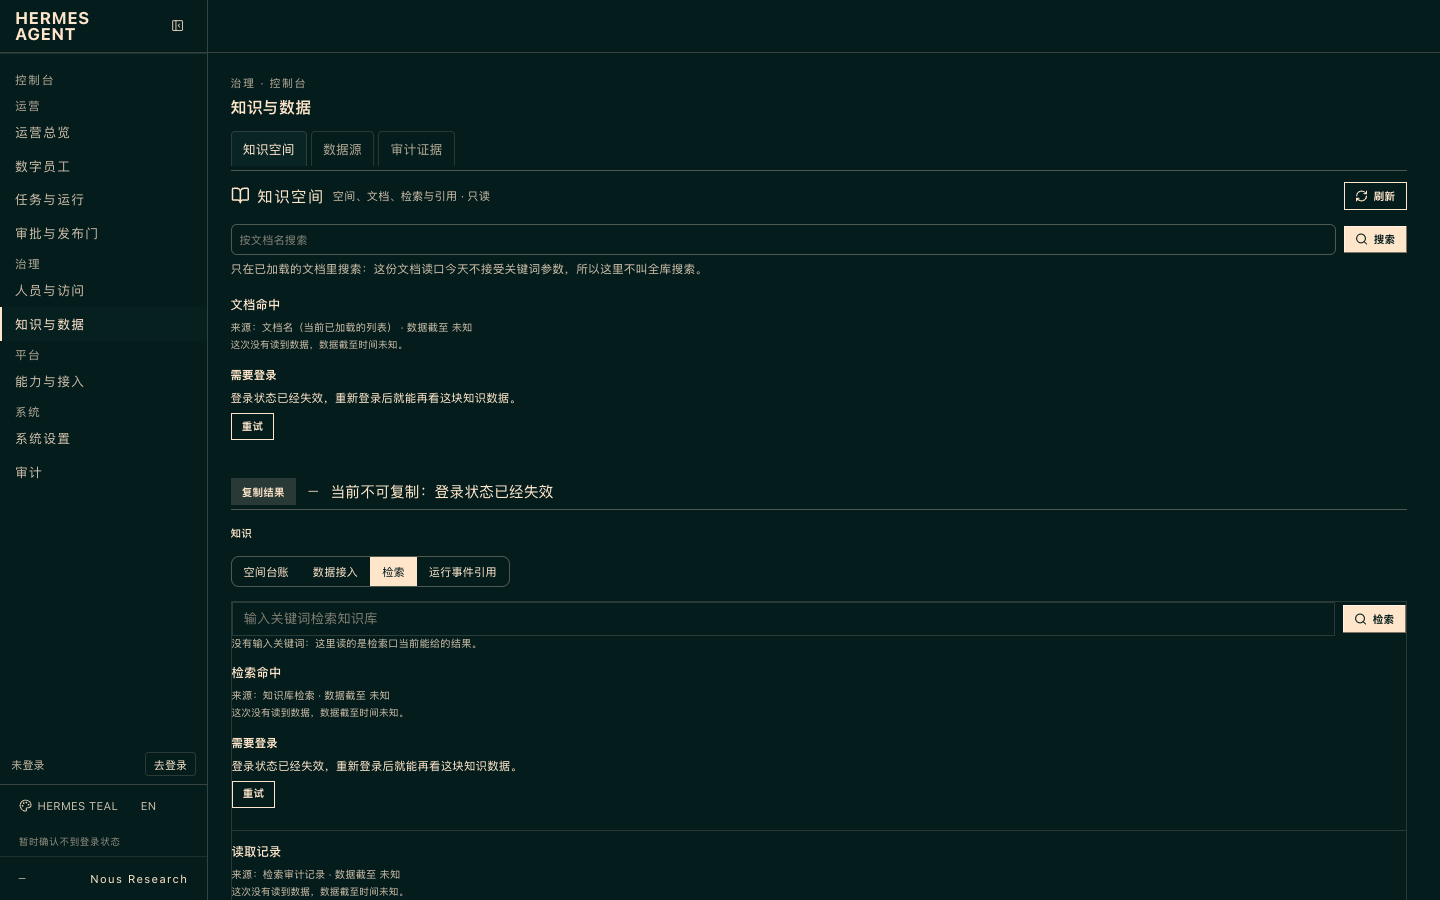 HERMES
AGENT
控制台
运营
运营总览
数字员工
任务与运行
审批与发布门
治理
人员与访问
知识与数据
平台
能力与接入
系统
系统设置
审计
未登录
去登录
HERMES TEAL
EN
暂时确认不到登录状态
—
Nous Research
治理 · 控制台
知识与数据
知识空间
数据源
审计证据
知识空间 空间、文档、检索与引用 · 只读
刷新
按文档名搜索
搜索
只在已加载的文档里搜索：这份文档读口今天不接受关键词参数，所以这里不叫全库搜索。
文档命中
来源：文档名（当前已加载的列表） · 数据截至 未知
这次没有读到数据，数据截至时间未知。
需要登录
登录状态已经失效，重新登录后就能再看这块知识数据。
重试
复制结果 — 当前不可复制：登录状态已经失效
知识
空间台账
数据接入
检索
运行事件引用
输入关键词检索知识库
检索
没有输入关键词：这里读的是检索口当前能给的结果。
检索命中
来源：知识库检索 · 数据截至 未知
这次没有读到数据，数据截至时间未知。
需要登录
登录状态已经失效，重新登录后就能再看这块知识数据。
重试
读取记录
来源：检索审计记录 · 数据截至 未知
这次没有读到数据，数据截至时间未知。